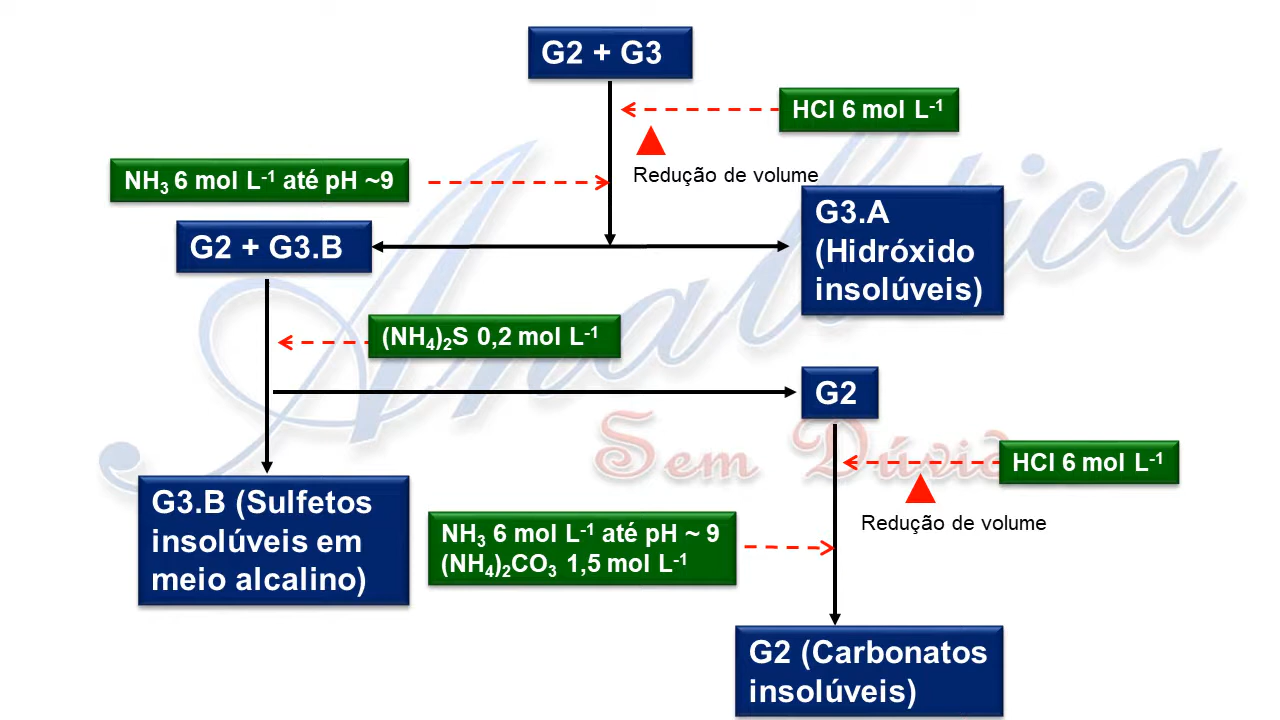 G2 + G3
HCl 6 mol L⁻¹
Redução de volume
NH₃ 6 mol L⁻¹ até pH ~9
G2 + G3.B
G3.A
(Hidróxido
insolúveis)
(NH₄)₂S 0,2 mol L⁻¹
G2
HCl 6 mol L⁻¹
Redução de volume
G3.B (Sulfetos
insolúveis em
meio alcalino)
NH₃ 6 mol L⁻¹ até pH ~ 9
(NH₄)₂CO₃ 1,5 mol L⁻¹
G2 (Carbonatos
insolúveis)
Analítica
Sem Dúvid